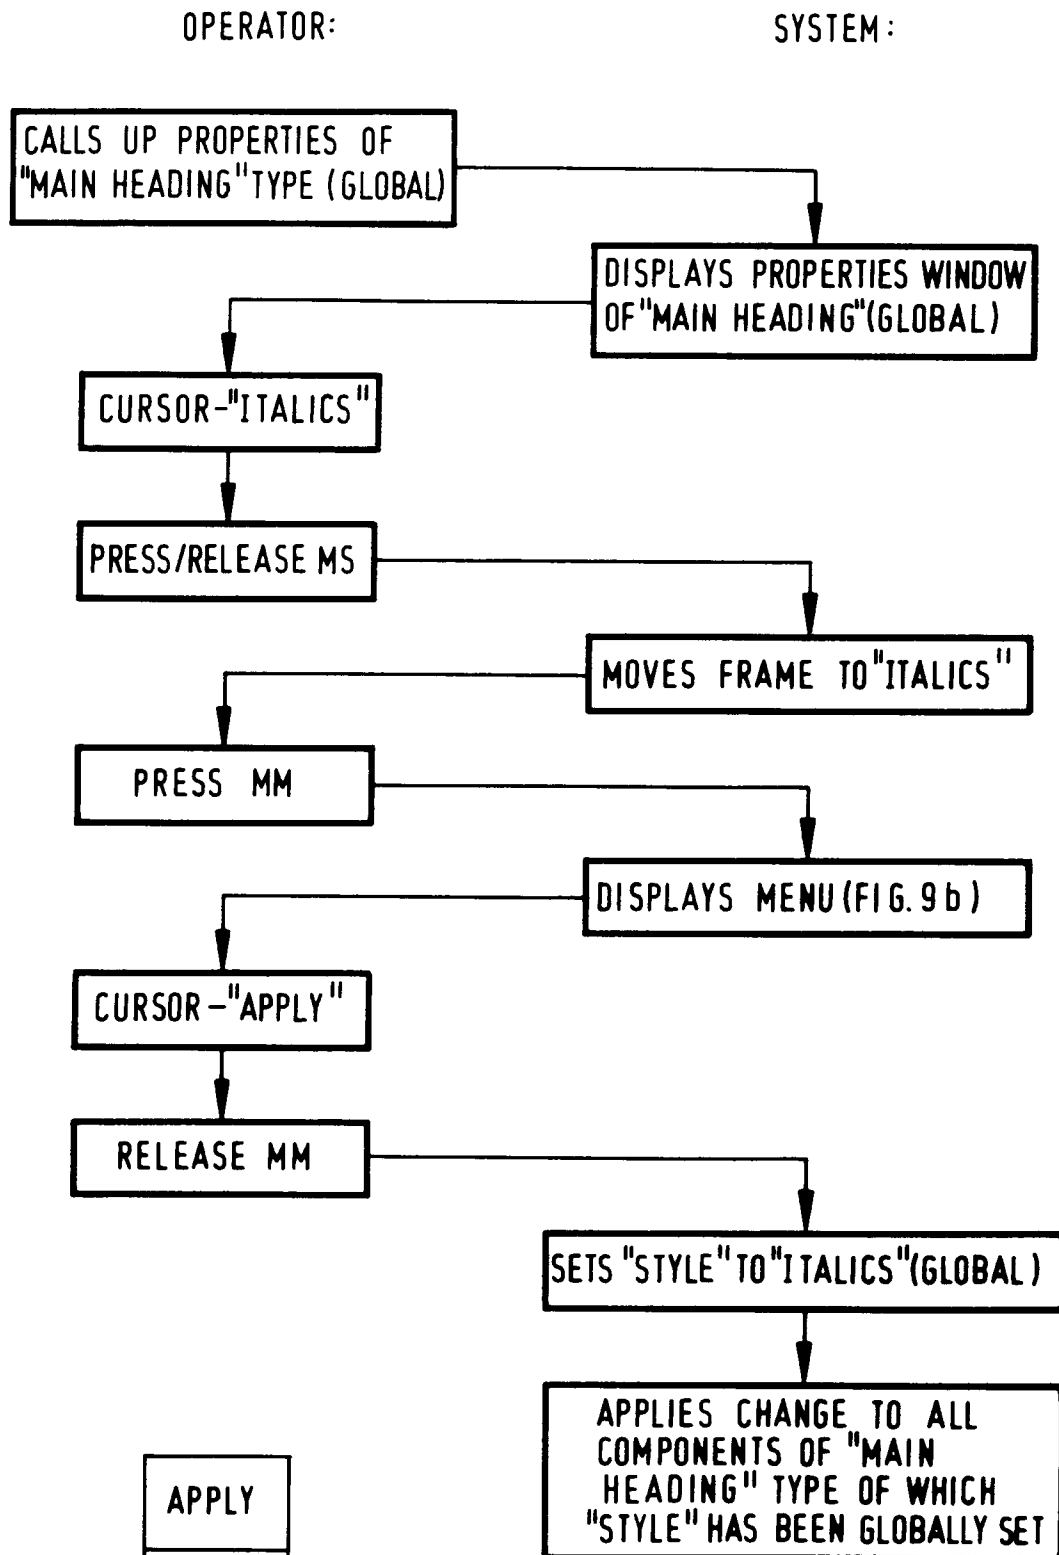 OPERATOR:
SYSTEM:
CALLS UP PROPERTIES OF
"MAIN HEADING" TYPE (GLOBAL)
DISPLAYS PROPERTIES WINDOW
OF "MAIN HEADING" (GLOBAL)
CURSOR-"ITALICS"
PRESS/RELEASE MS
MOVES FRAME TO "ITALICS"
PRESS MM
DISPLAYS MENU (FIG. 9b)
CURSOR-"APPLY"
RELEASE MM
SETS "STYLE" TO "ITALICS" (GLOBAL)
APPLIES CHANGE TO ALL
COMPONENTS OF "MAIN
HEADING" TYPE OF WHICH
"STYLE" HAS BEEN GLOBALLY SET
APPLY